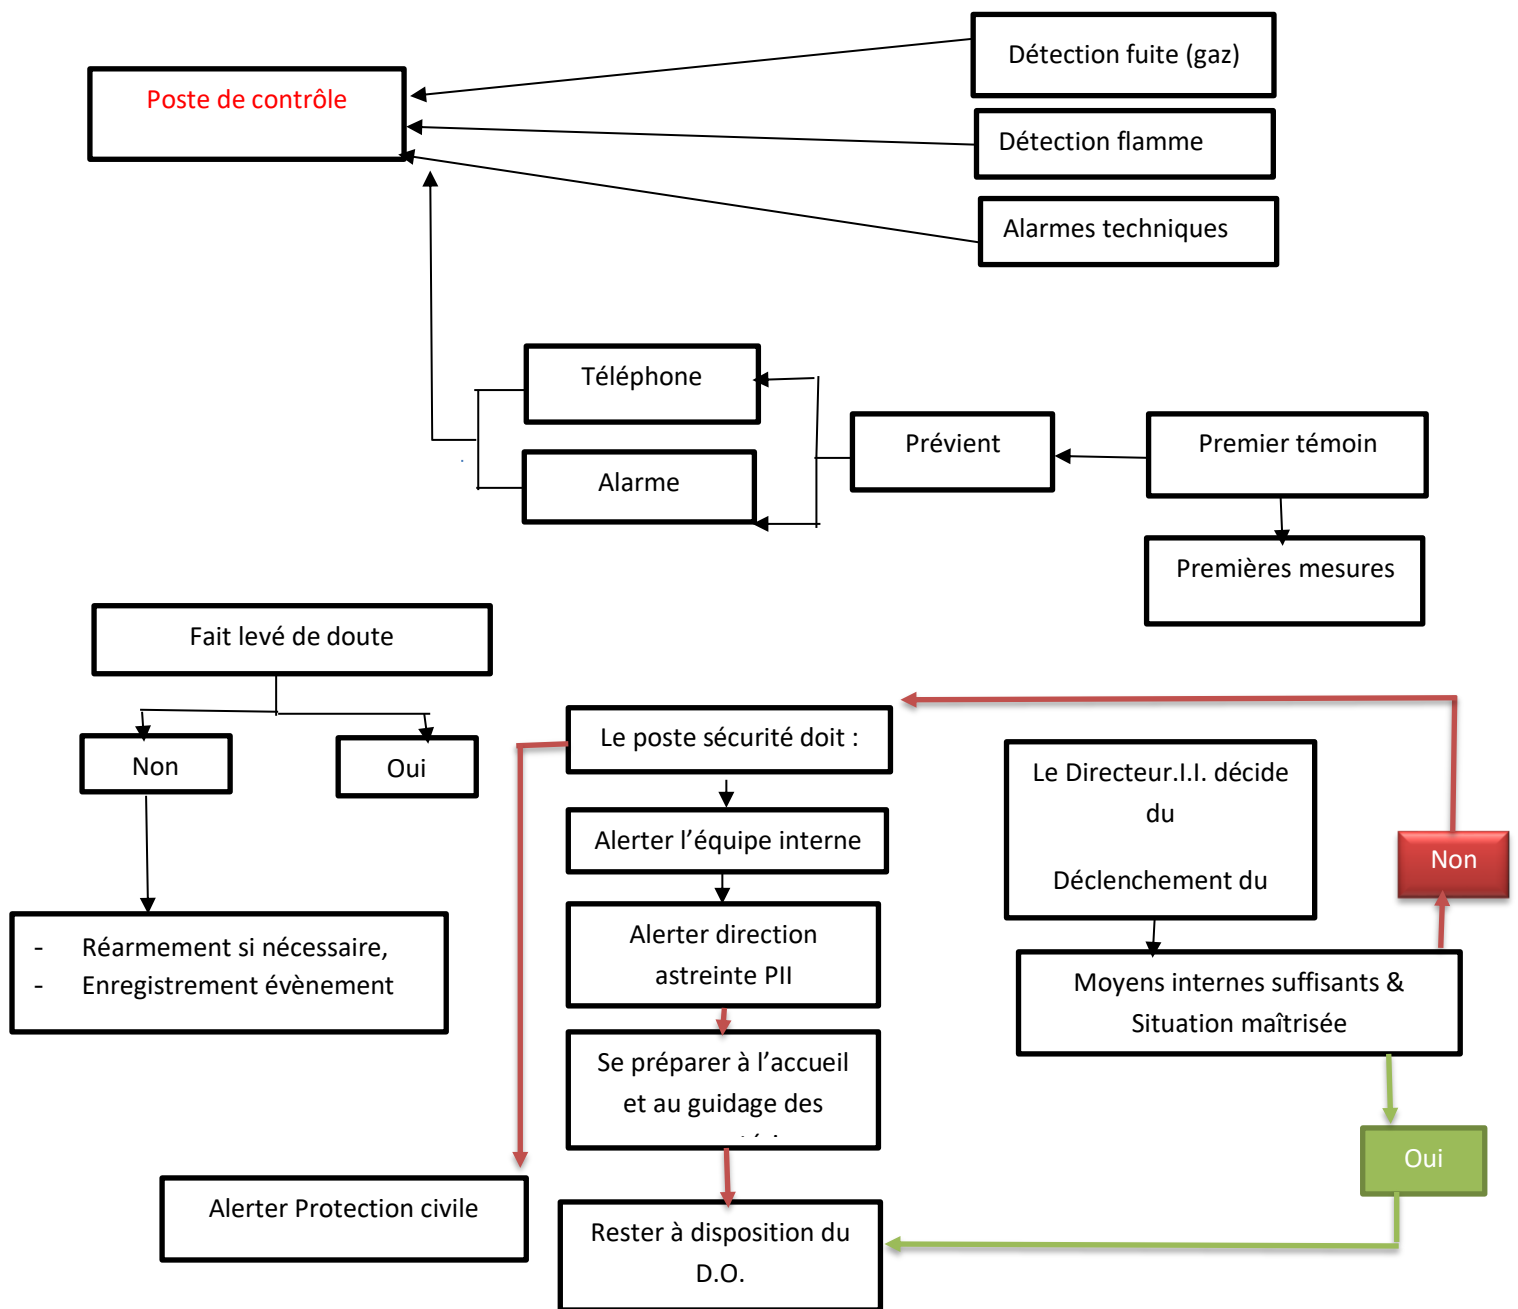 Détection fuite (gaz)
Poste de contrôle
Détection flamme
Alarmes techniques
Téléphone
Alarme
Prévient
Premier témoin
Premières mesures
Fait levé de doute
Non
Oui
- Réarmement si nécessaire,
- Enregistrement évènement
Le poste sécurité doit :
Alerter l’équipe interne
Alerter direction
astreinte PII
Se préparer à l’accueil
et au guidage des
Alerter Protection civile
Rester à disposition du
D.O.
Le Directeur.I.I. décide
du
Déclenchement du
Non
Moyens internes suffisants &
Situation maîtrisée
Oui